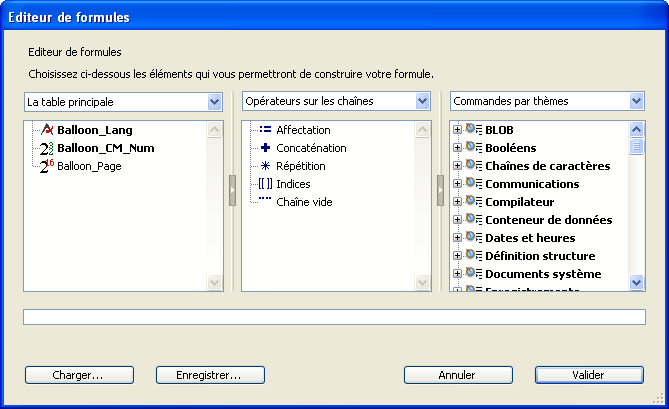 Editeur de formules
Editeur de formules
Choisissez ci-dessous les éléments qui vous permettront de construire votre formule.
La table principale
Opérateurs sur les chaînes
Commandes par thèmes
Balloon_Lang
Balloon_CM_Num
Balloon_Page
Affectation
Concaténation
Répétition
Indices
Chaîne vide
BLOB
Booléens
Chaînes de caractères
Communications
Compilateur
Conteneur de données
Dates et heures
Définition structure
Documents système
Enregistrements
Charger...
Enregistrer...
Annuler
Valider